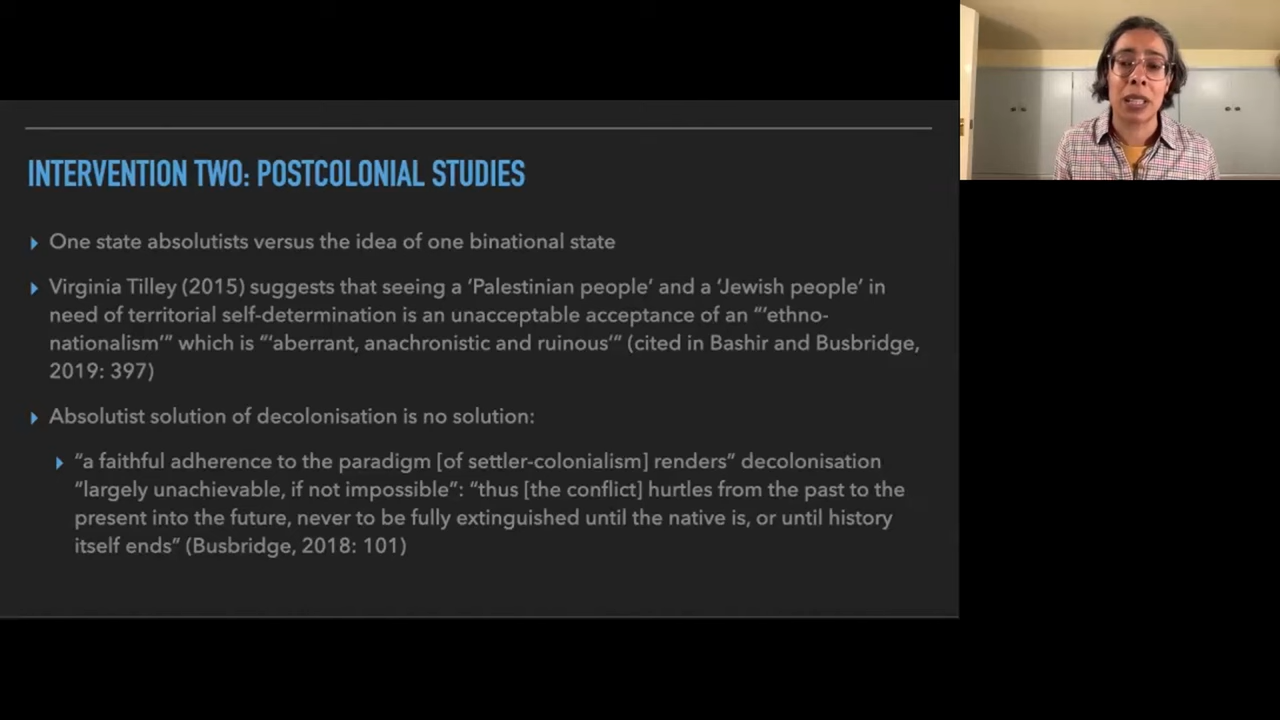 INTERVENTION TWO: POSTCOLONIAL STUDIES
One state absolutists versus the idea of one binational state
Virginia Tilley (2015) suggests that seeing a ‘Palestinian people’ and a ‘Jewish people’ in
need of territorial self-determination is an unacceptable acceptance of an “‘ethno-
nationalism’” which is “‘aberrant, anachronistic and ruinous’” (cited in Bashir and Busbridge,
2019: 397)
Absolutist solution of decolonisation is no solution:
“a faithful adherence to the paradigm [of settler-colonialism] renders” decolonisation
“largely unachievable, if not impossible”: “thus [the conflict] hurtles from the past to the
present into the future, never to be fully extinguished until the native is, or until history
itself ends” (Busbridge, 2018: 101)